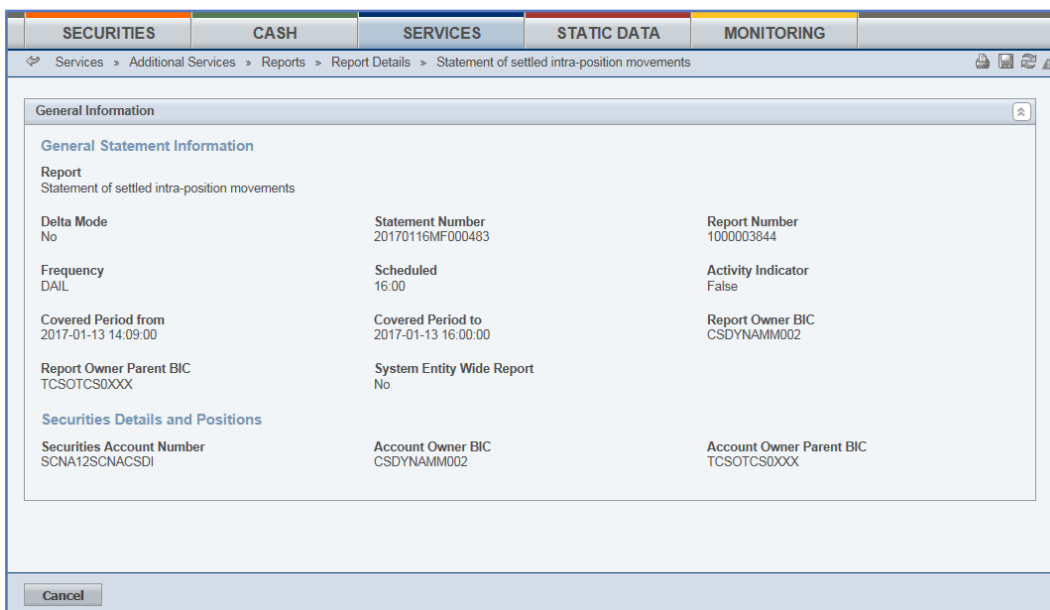 SECURITIES CASH SERVICES STATIC DATA MONITORING
Services » Additional Services » Reports » Report Details » Statement of settled intra-position movements
General Information
General Statement Information
Report
Statement of settled intra-position movements
Delta Mode Statement Number Report Number
No 20170116MF000483 1000003844
Frequency Scheduled Activity Indicator
DAIL 16:00 False
Covered Period from Covered Period to Report Owner BIC
2017-01-13 14:09:00 2017-01-13 16:00:00 CSDYNAMM002
Report Owner Parent BIC System Entity Wide Report
TCSOTCS0XXX No
Securities Details and Positions
Securities Account Number Account Owner BIC Account Owner Parent BIC
SCNA12SCNACSDI CSDYNAMM002 TCSOTCS0XXX
Cancel